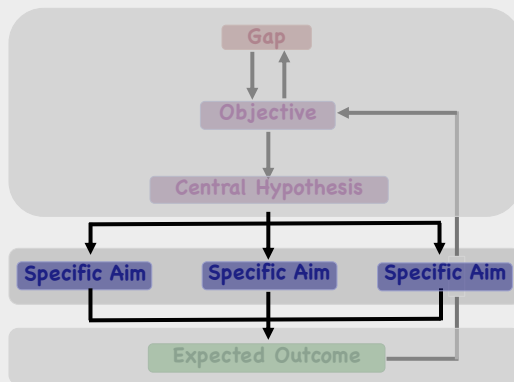 Gap
Objective
Central Hypothesis
Specific Aim Specific Aim Specific Aim
Expected Outcome